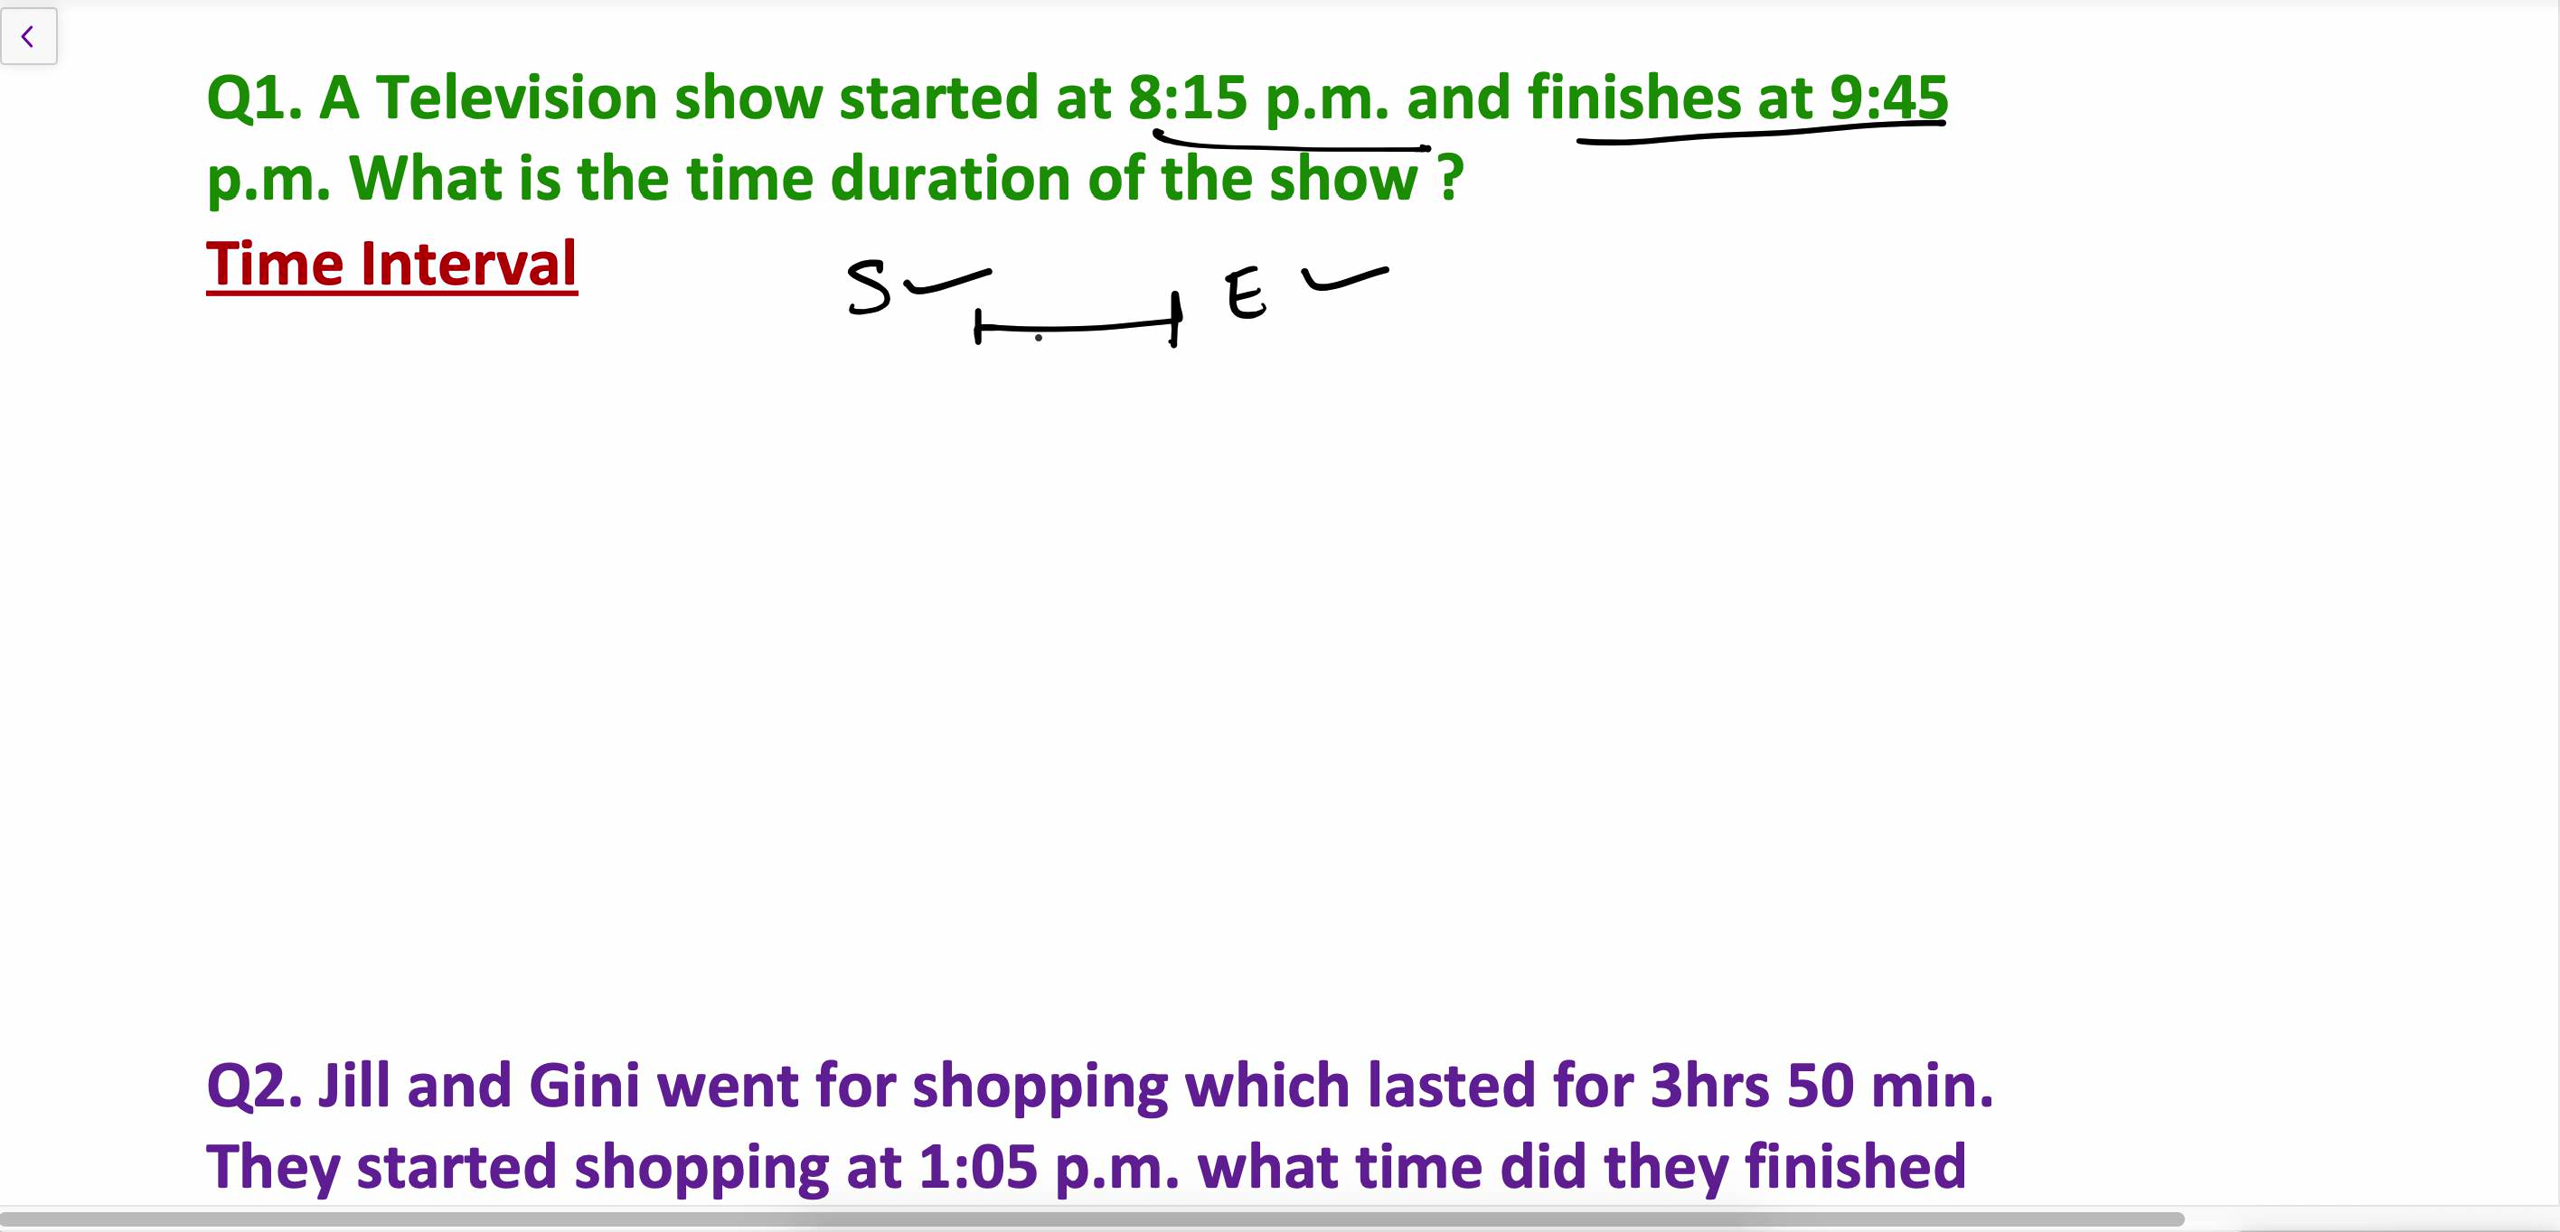 Q1. A Television show started at 8:15 p.m. and finishes at 9:45
p.m. What is the time duration of the show ?
Time Interval
S E
Q2. Jill and Gini went for shopping which lasted for 3hrs 50 min.
They started shopping at 1:05 p.m. what time did they finished